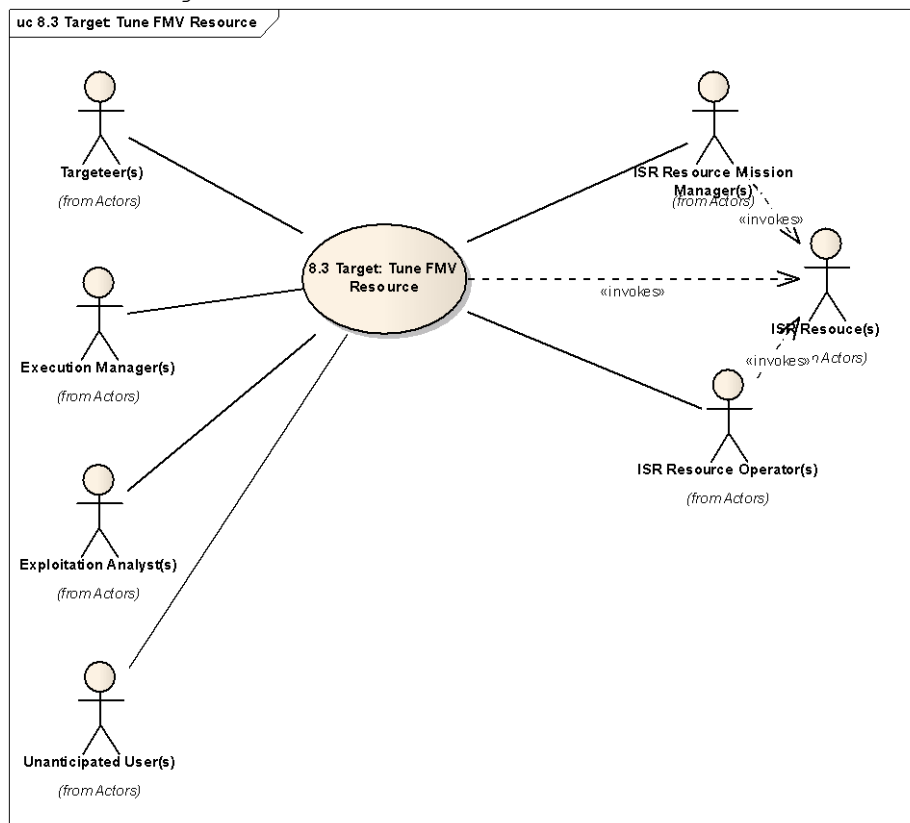 uc 8.3 Target: Tune FMV Resource
Targeteer(s)
(from Actors)
ISR Resource Mission
Manager(s)
(from Actors)
«invokes»
8.3 Target: Tune FMV
Resource
«invokes»
ISR Resouce(s)
n Actors)
«invokes»
Execution Manager(s)
(from Actors)
ISR Resource Operator(s)
(from Actors)
Exploitation Analyst(s)
(from Actors)
Unanticipated User(s)
(from Actors)